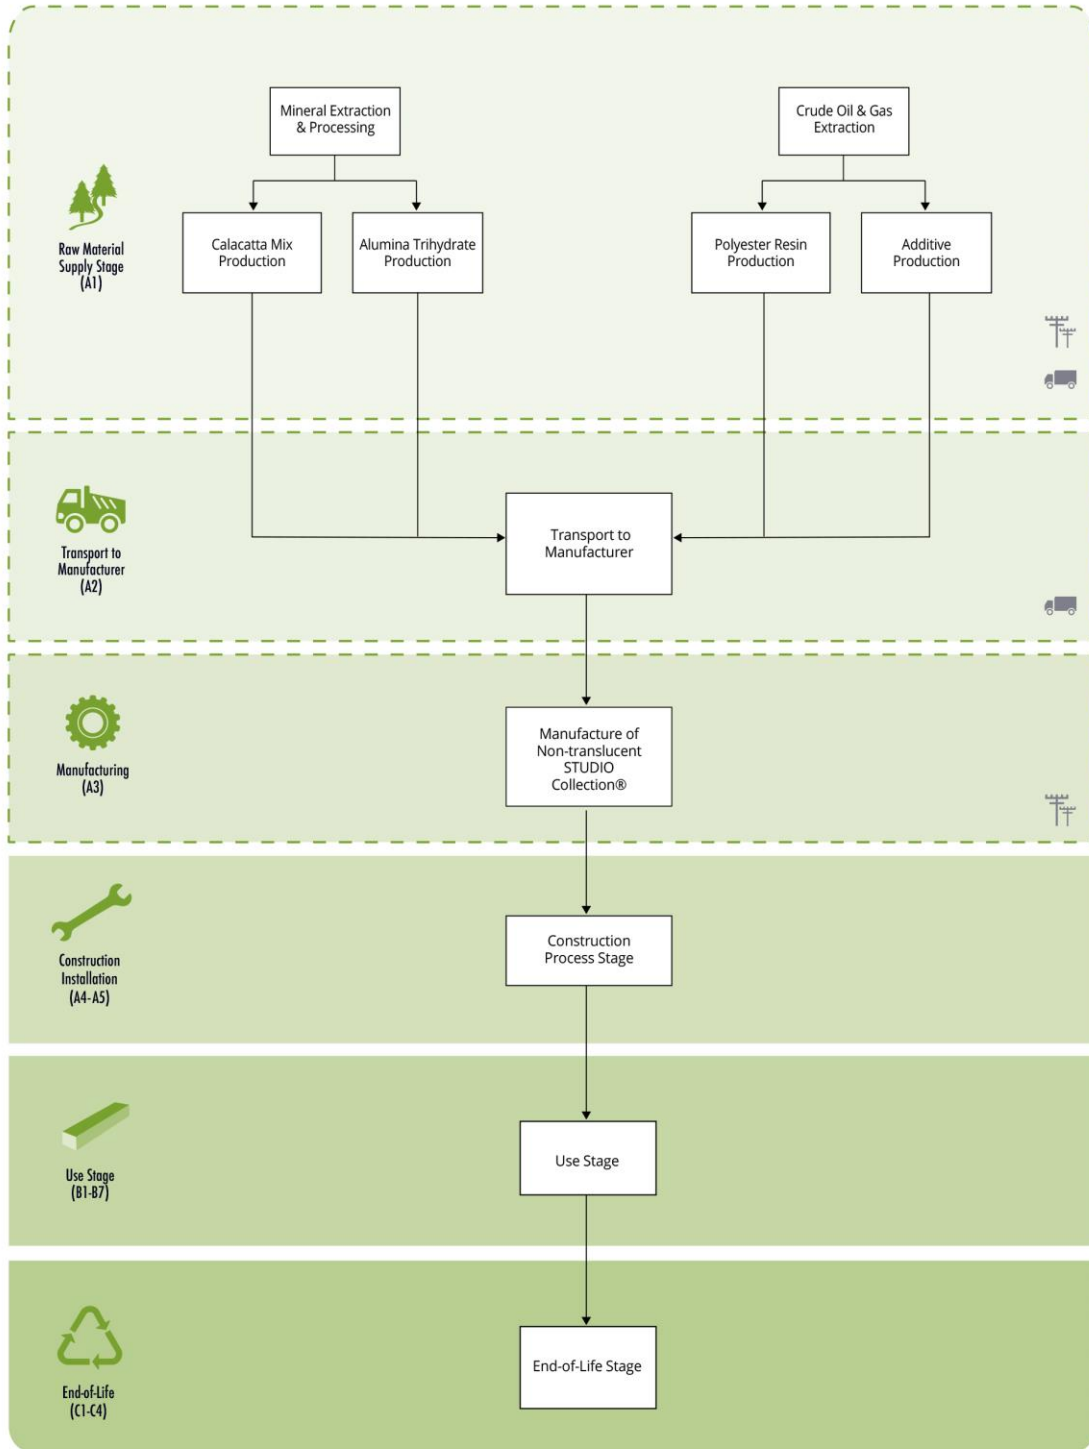 Mineral Extraction
& Processing
Crude Oil & Gas
Extraction
Raw Material
Supply Stage
(A1)
Calacatta Mix
Production
Alumina Trihydrate
Production
Polyester Resin
Production
Additive
Production
Transport to
Manufacturer
(A2)
Transport to
Manufacturer
Manufacturing
(A3)
Manufacture of
Non-translucent
STUDIO
Collection®
Construction
Installation
(A4-A5)
Construction
Process Stage
Use Stage
(B1-B7)
Use Stage
End-of-Life
(C1-C4)
End-of-Life Stage